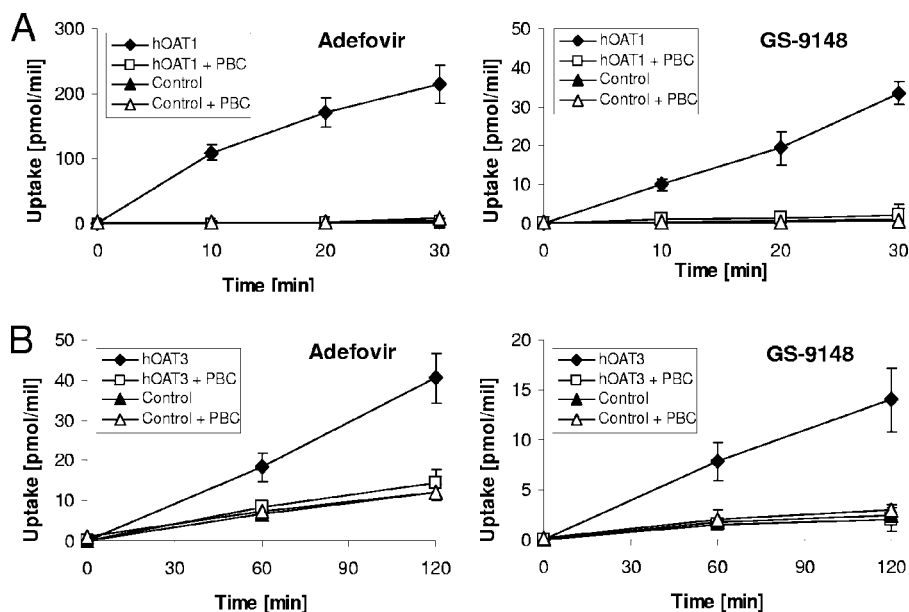 A
Adefovir
hOAT1
hOAT1 + PBC
Control
Control + PBC
Uptake [pmol/mil]
300
200
100
0
0 10 20 30
Time [min]
GS-9148
hOAT1
hOAT1 + PBC
Control
Control + PBC
Uptake [pmol/mil]
50
40
30
20
10
0
0 10 20 30
Time [min]
B
Adefovir
hOAT3
hOAT3 + PBC
Control
Control + PBC
Uptake [pmol/mil]
50
40
30
20
10
0
0 30 60 90 120
Time [min]
GS-9148
hOAT3
hOAT3 + PBC
Control
Control + PBC
Uptake [pmol/mil]
20
15
10
5
0
0 30 60 90 120
Time [min]